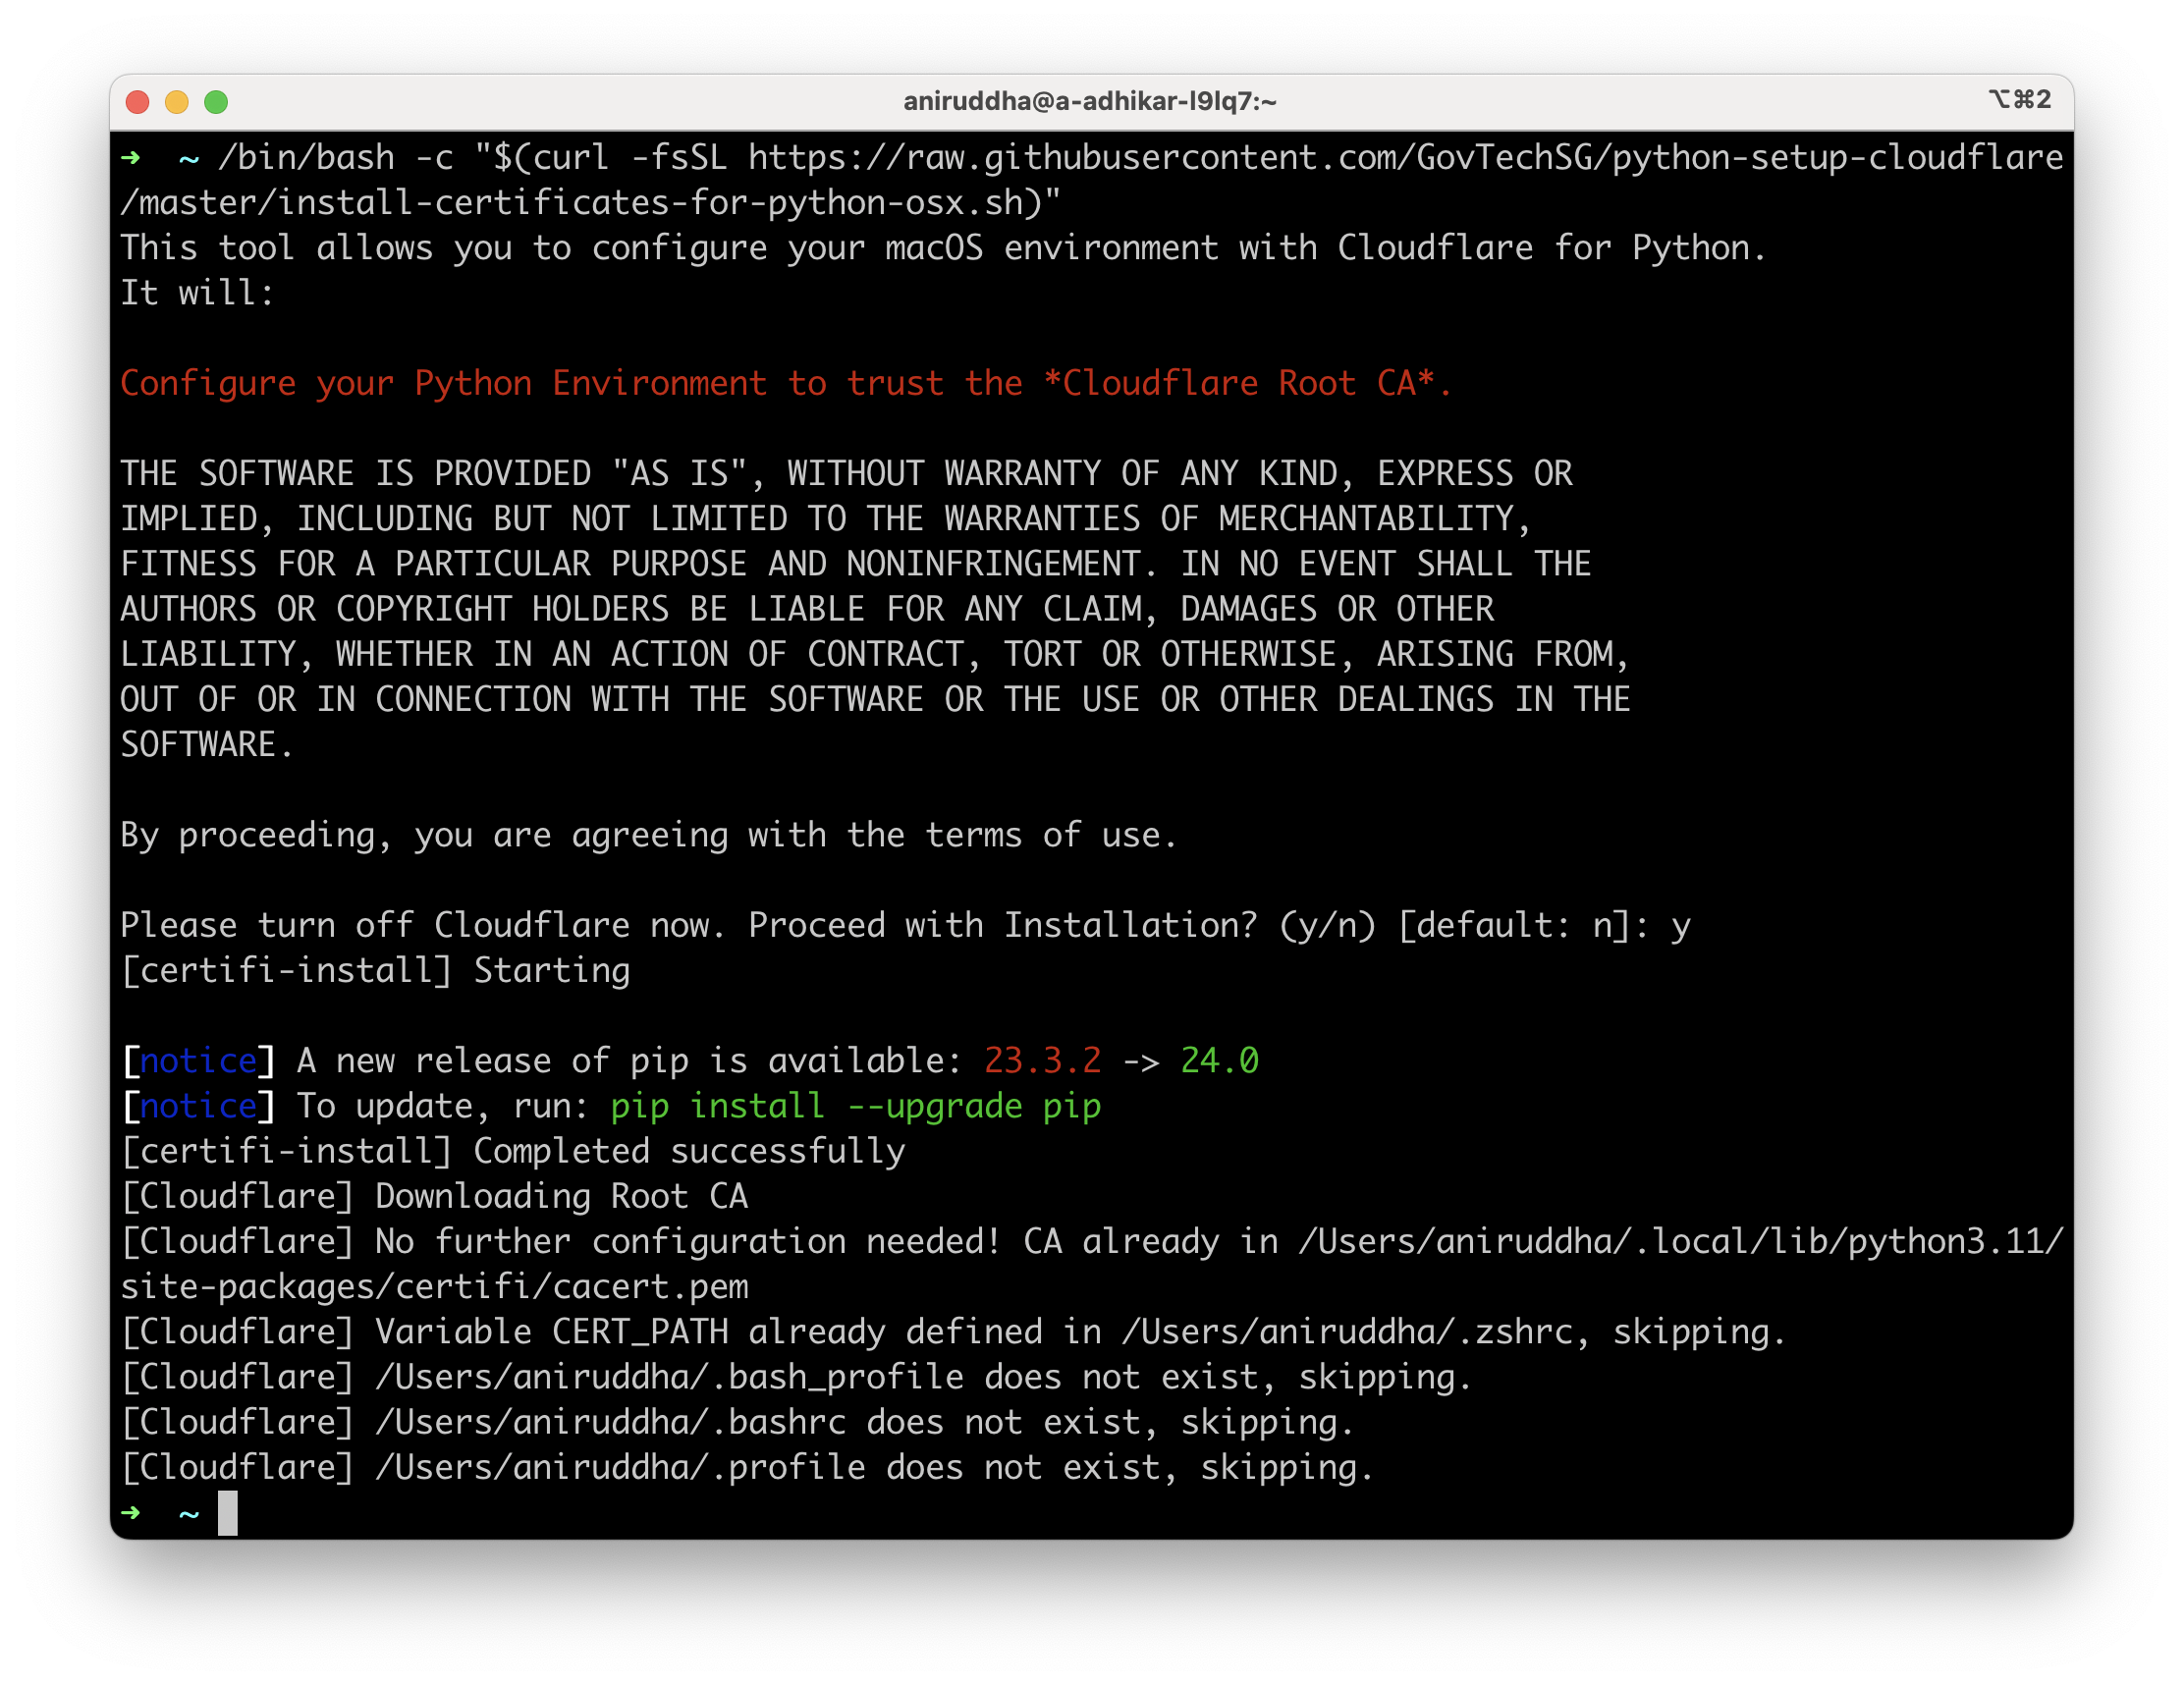 aniruddha@a-adhikar-l9lq7:~
⌥⌘2
➜  ~ /bin/bash -c "$(curl -fsSL https://raw.githubusercontent.com/GovTechSG/python-setup-cloudflare
/master/install-certificates-for-python-osx.sh)"
This tool allows you to configure your macOS environment with Cloudflare for Python.
It will:
Configure your Python Environment to trust the *Cloudflare Root CA*.
THE SOFTWARE IS PROVIDED "AS IS", WITHOUT WARRANTY OF ANY KIND, EXPRESS OR
IMPLIED, INCLUDING BUT NOT LIMITED TO THE WARRANTIES OF MERCHANTABILITY,
FITNESS FOR A PARTICULAR PURPOSE AND NONINFRINGEMENT. IN NO EVENT SHALL THE
AUTHORS OR COPYRIGHT HOLDERS BE LIABLE FOR ANY CLAIM, DAMAGES OR OTHER
LIABILITY, WHETHER IN AN ACTION OF CONTRACT, TORT OR OTHERWISE, ARISING FROM,
OUT OF OR IN CONNECTION WITH THE SOFTWARE OR THE USE OR OTHER DEALINGS IN THE
SOFTWARE.
By proceeding, you are agreeing with the terms of use.
Please turn off Cloudflare now. Proceed with Installation? (y/n) [default: n]: y
[certifi-install] Starting
[notice] A new release of pip is available: 23.3.2 -> 24.0
[notice] To update, run: pip install --upgrade pip
[certifi-install] Completed successfully
[Cloudflare] Downloading Root CA
[Cloudflare] No further configuration needed! CA already in /Users/aniruddha/.local/lib/python3.11/
site-packages/certifi/cacert.pem
[Cloudflare] Variable CERT_PATH already defined in /Users/aniruddha/.zshrc, skipping.
[Cloudflare] /Users/aniruddha/.bash_profile does not exist, skipping.
[Cloudflare] /Users/aniruddha/.bashrc does not exist, skipping.
[Cloudflare] /Users/aniruddha/.profile does not exist, skipping.
➜  ~